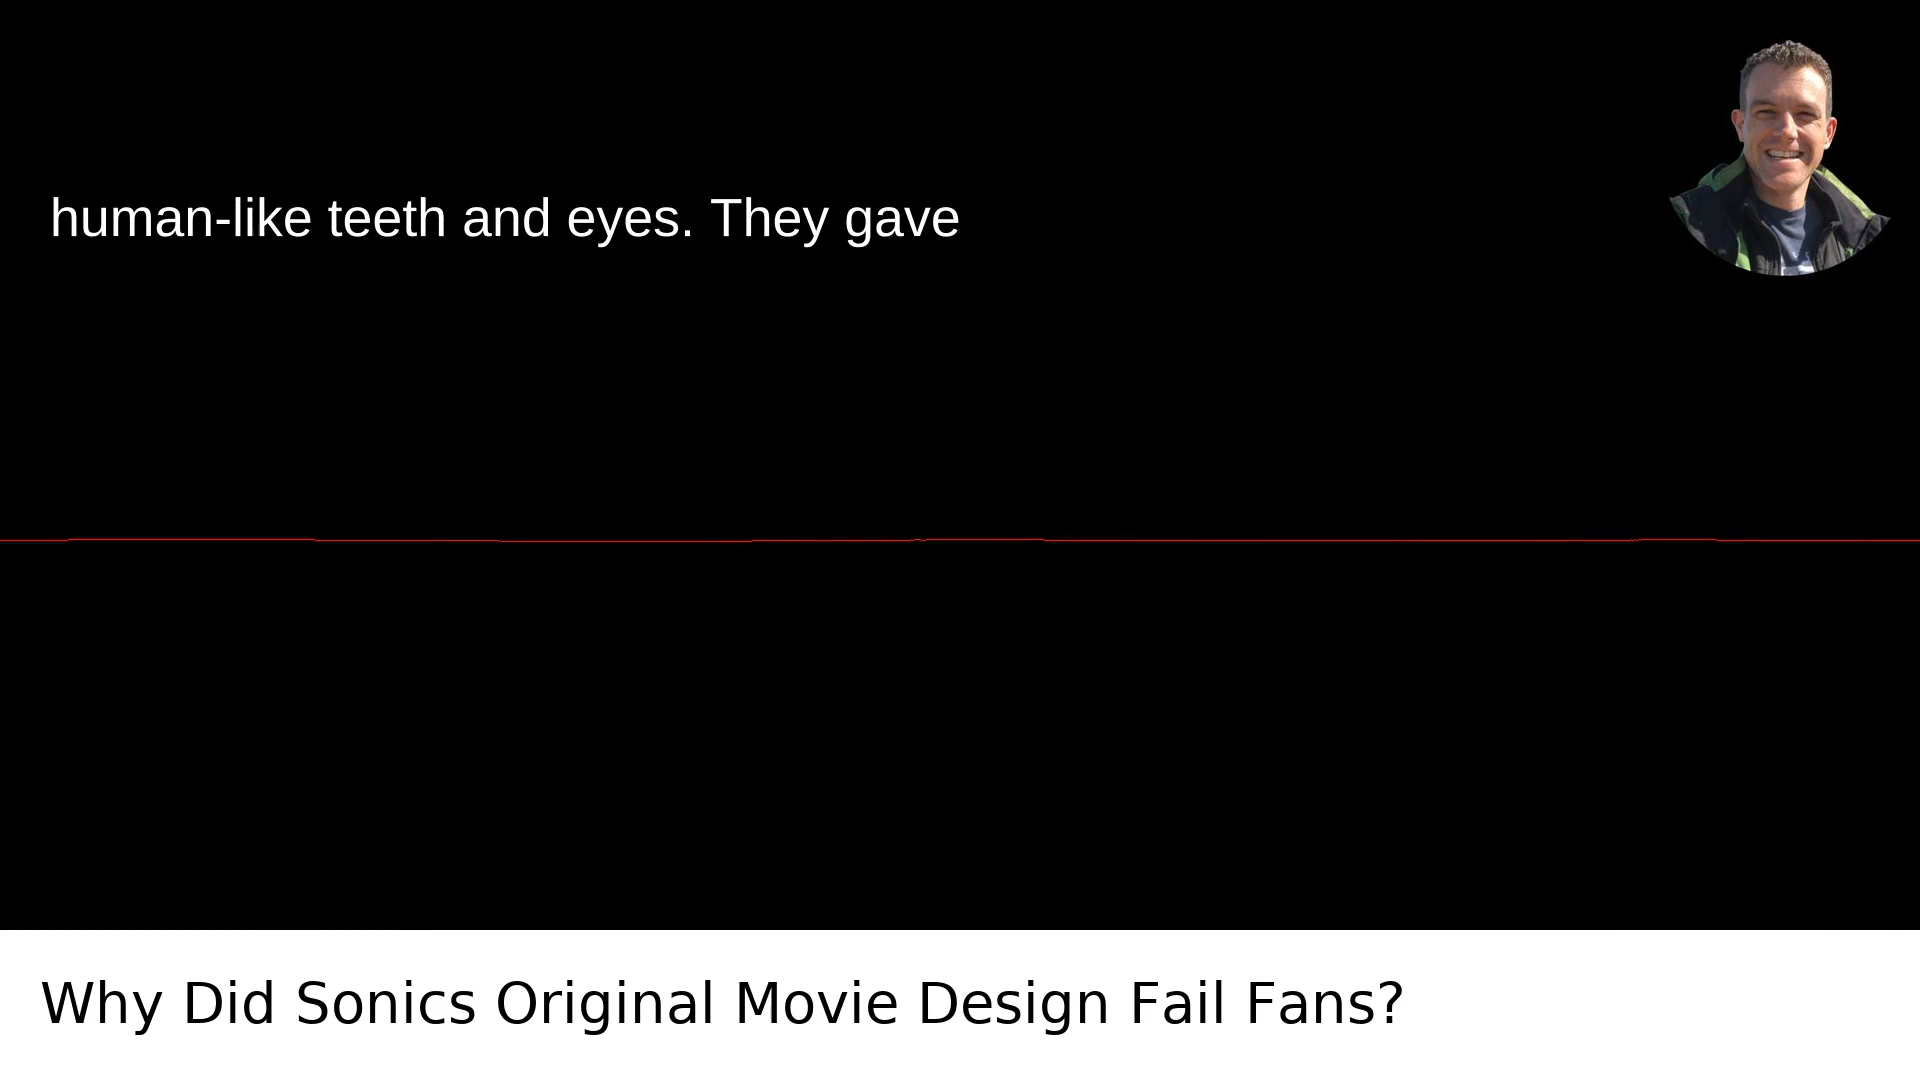 human-like teeth and eyes. They gave
Why Did Sonics Original Movie Design Fail Fans?